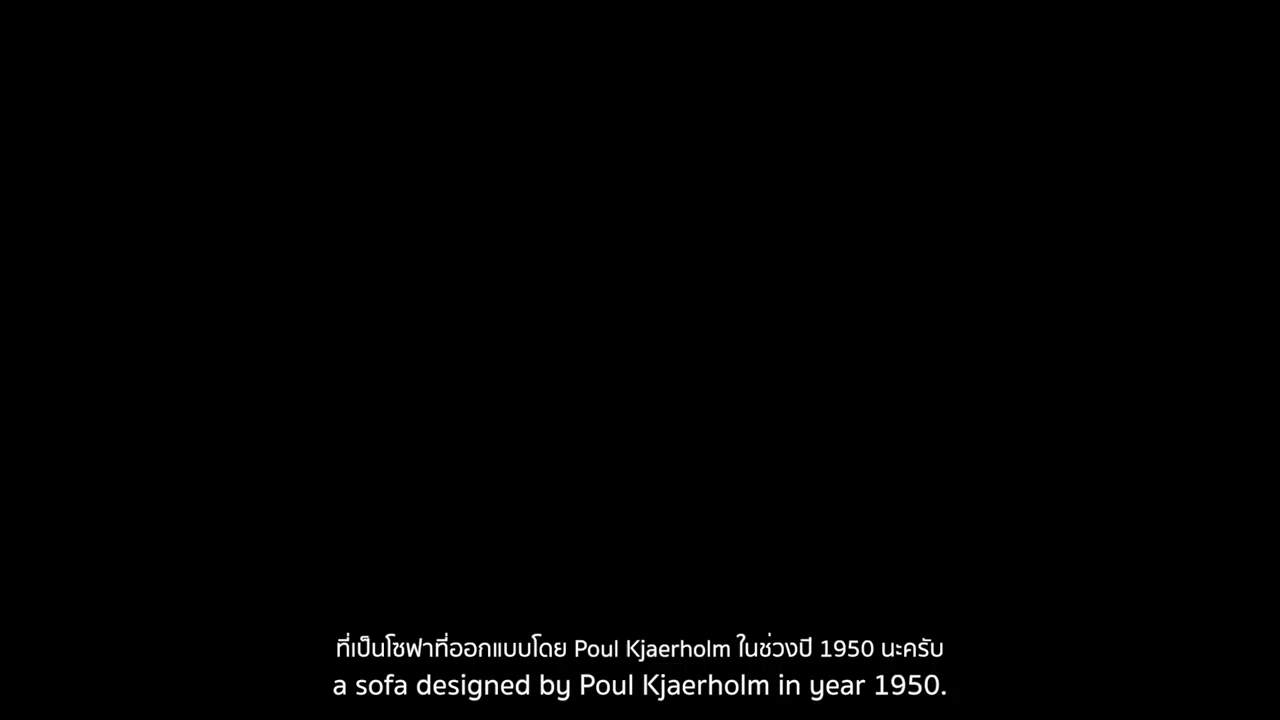 ที่เป็นโซฟาที่ออกแบบโดย Poul Kjaerholm ในช่วงปี 1950 นะครับ
a sofa designed by Poul Kjaerholm in year 1950.